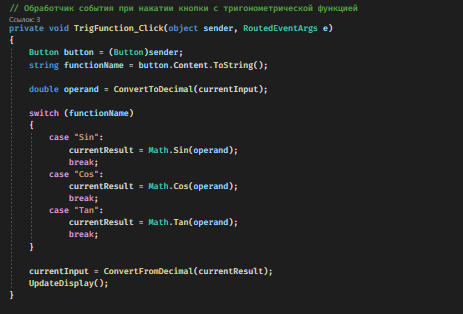 // Обработчик события при нажатии кнопки с тригонометрической функцией
Ссылок: 3
private void TrigFunction_Click(object sender, RoutedEventArgs e)
{
Button button = (Button)sender;
string functionName = button.Content.ToString();
double operand = ConvertToDecimal(currentInput);
switch (functionName)
{
case "Sin":
currentResult = Math.Sin(operand);
break;
case "Cos":
currentResult = Math.Cos(operand);
break;
case "Tan":
currentResult = Math.Tan(operand);
break;
}
currentInput = ConvertFromDecimal(currentResult);
UpdateDisplay();
}